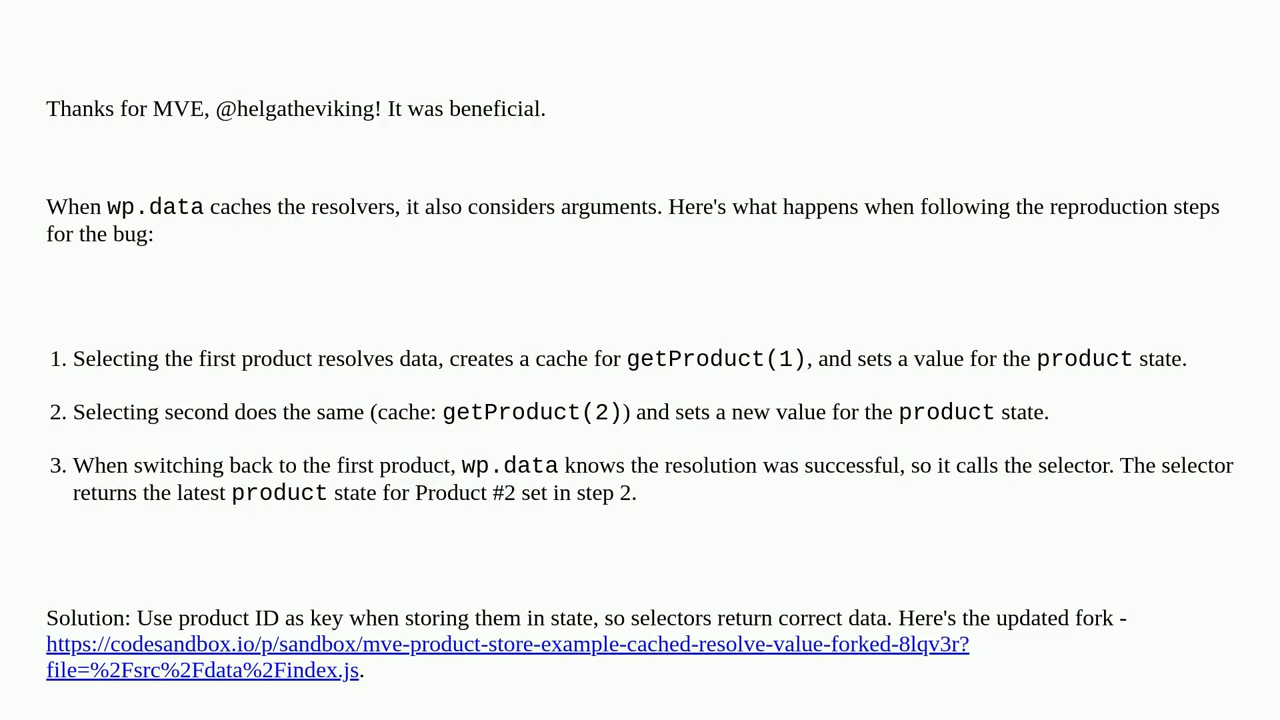 Thanks for MVE, @helgatheviking! It was beneficial.
When wp.data caches the resolvers, it also considers arguments. Here's what happens when following the reproduction steps
for the bug:
1. Selecting the first product resolves data, creates a cache for getProduct(1), and sets a value for the product state.
2. Selecting second does the same (cache: getProduct(2)) and sets a new value for the product state.
3. When switching back to the first product, wp.data knows the resolution was successful, so it calls the selector. The selector
returns the latest product state for Product #2 set in step 2.
Solution: Use product ID as key when storing them in state, so selectors return correct data. Here's the updated fork -
https://codesandbox.io/p/sandbox/mve-product-store-example-cached-resolve-value-forked-8lqv3r?
file=%2Fsrc%2Fdata%2Findex.js.